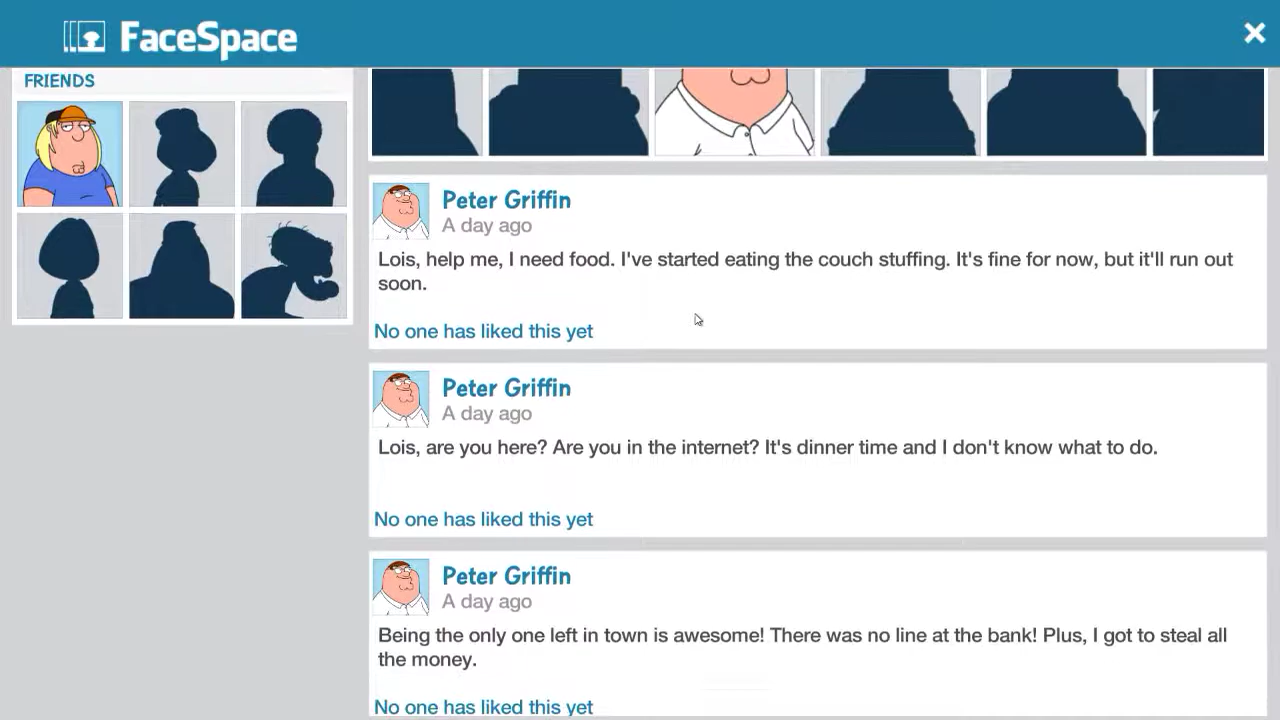 FaceSpace
FRIENDS
Peter Griffin
A day ago
Lois, help me, I need food. I've started eating the couch stuffing. It's fine for now, but it'll run out
soon.
No one has liked this yet
Peter Griffin
A day ago
Lois, are you here? Are you in the internet? It's dinner time and I don't know what to do.
No one has liked this yet
Peter Griffin
A day ago
Being the only one left in town is awesome! There was no line at the bank! Plus, I got to steal all
the money.
No one has liked this yet